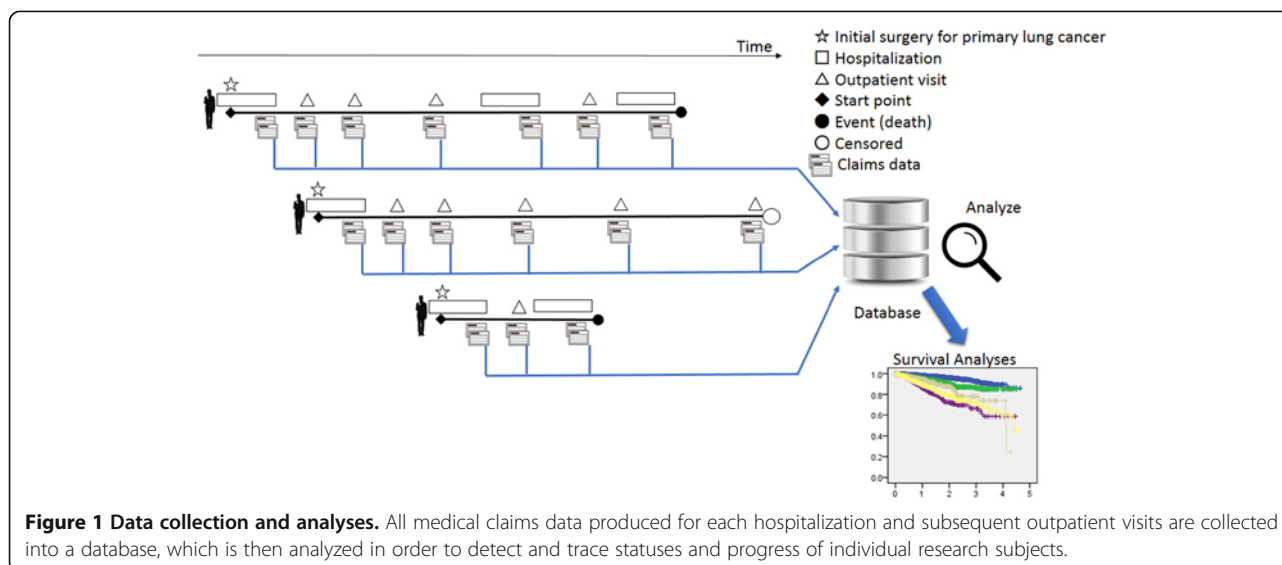 Time
Initial surgery for primary lung cancer
Hospitalization
Outpatient visit
Start point
Event (death)
Censored
Claims data
Analyze
Database
Survival Analyses
1.0
0.8
0.6
0.4
0.2
0.0
0 1 2 3 4 5
Figure 1 Data collection and analyses. All medical claims data produced for each hospitalization and subsequent outpatient visits are collected
into a database, which is then analyzed in order to detect and trace statuses and progress of individual research subjects.